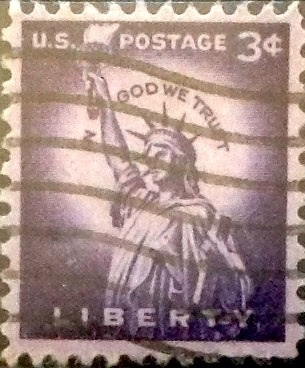 U.S. POSTAGE 3¢
IN GOD WE TRUST
LIBERTY